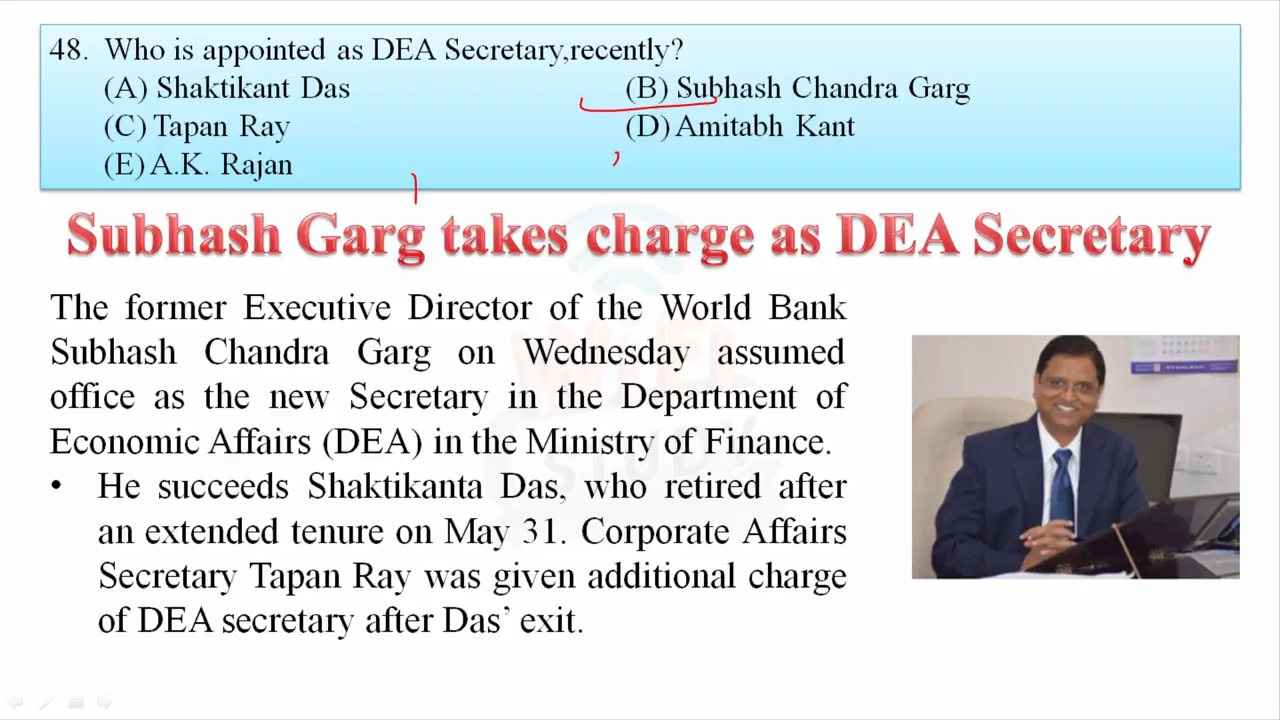 48. Who is appointed as DEA Secretary,recently?
(A) Shaktikant Das (B) Subhash Chandra Garg
(C) Tapan Ray (D) Amitabh Kant
(E) A.K. Rajan
Subhash Garg takes charge as DEA Secretary
The former Executive Director of the World Bank
Subhash Chandra Garg on Wednesday assumed
office as the new Secretary in the Department of
Economic Affairs (DEA) in the Ministry of Finance.
• He succeeds Shaktikanta Das, who retired after
an extended tenure on May 31. Corporate Affairs
Secretary Tapan Ray was given additional charge
of DEA secretary after Das’ exit.
WiFi
STUDY